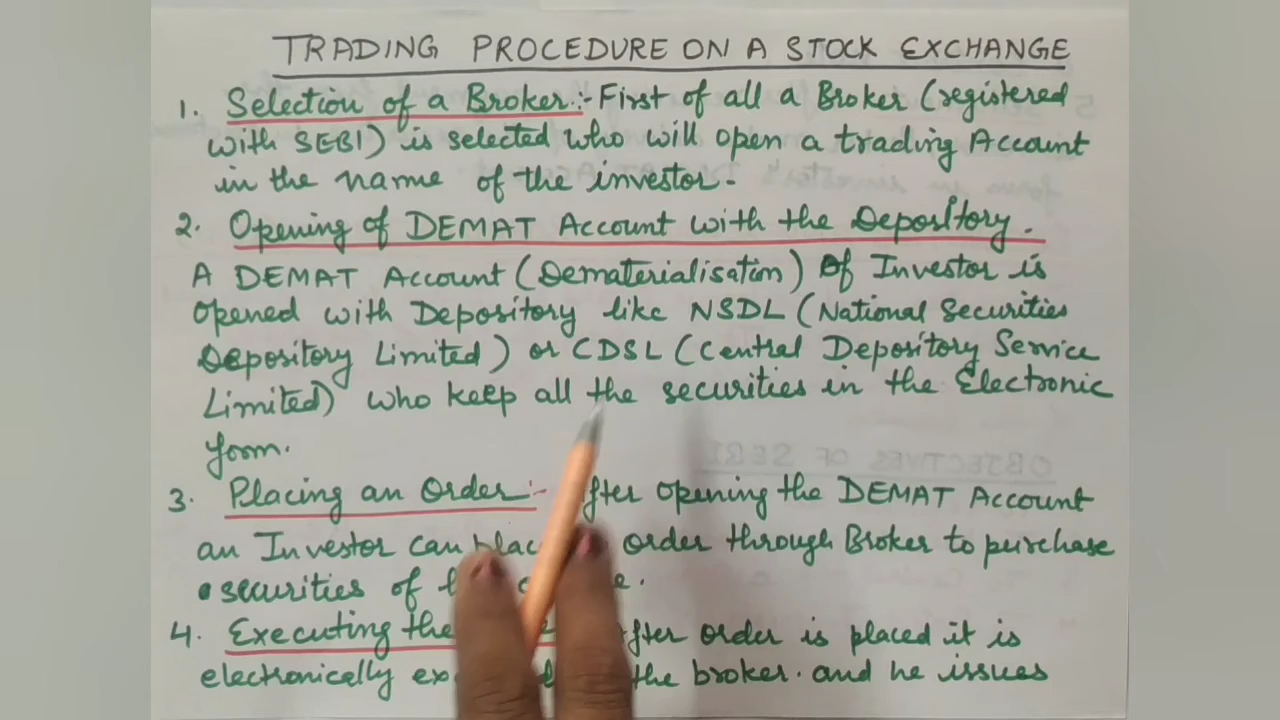 TRADING PROCEDURE ON A STOCK EXCHANGE
1. Selection of a Broker :- First of all a Broker (registered
with SEBI) is selected who will open a trading Account
in the name of the investor.
2. Opening of DEMAT Account with the Depository.
A DEMAT Account (Dematerialisation) Of Investor is
opened with Depository like NSDL (National Securities
Depository Limited) or CDSL (Central Depository Service
Limited) who keep all the securities in the Electronic
form.
3. Placing an Order :- After opening the DEMAT Account
an Investor can order through Broker to purchase
securities of
4. Executing the After order is placed it is
electronically the broker. and he issues
OBJECTIVES OF SEBI